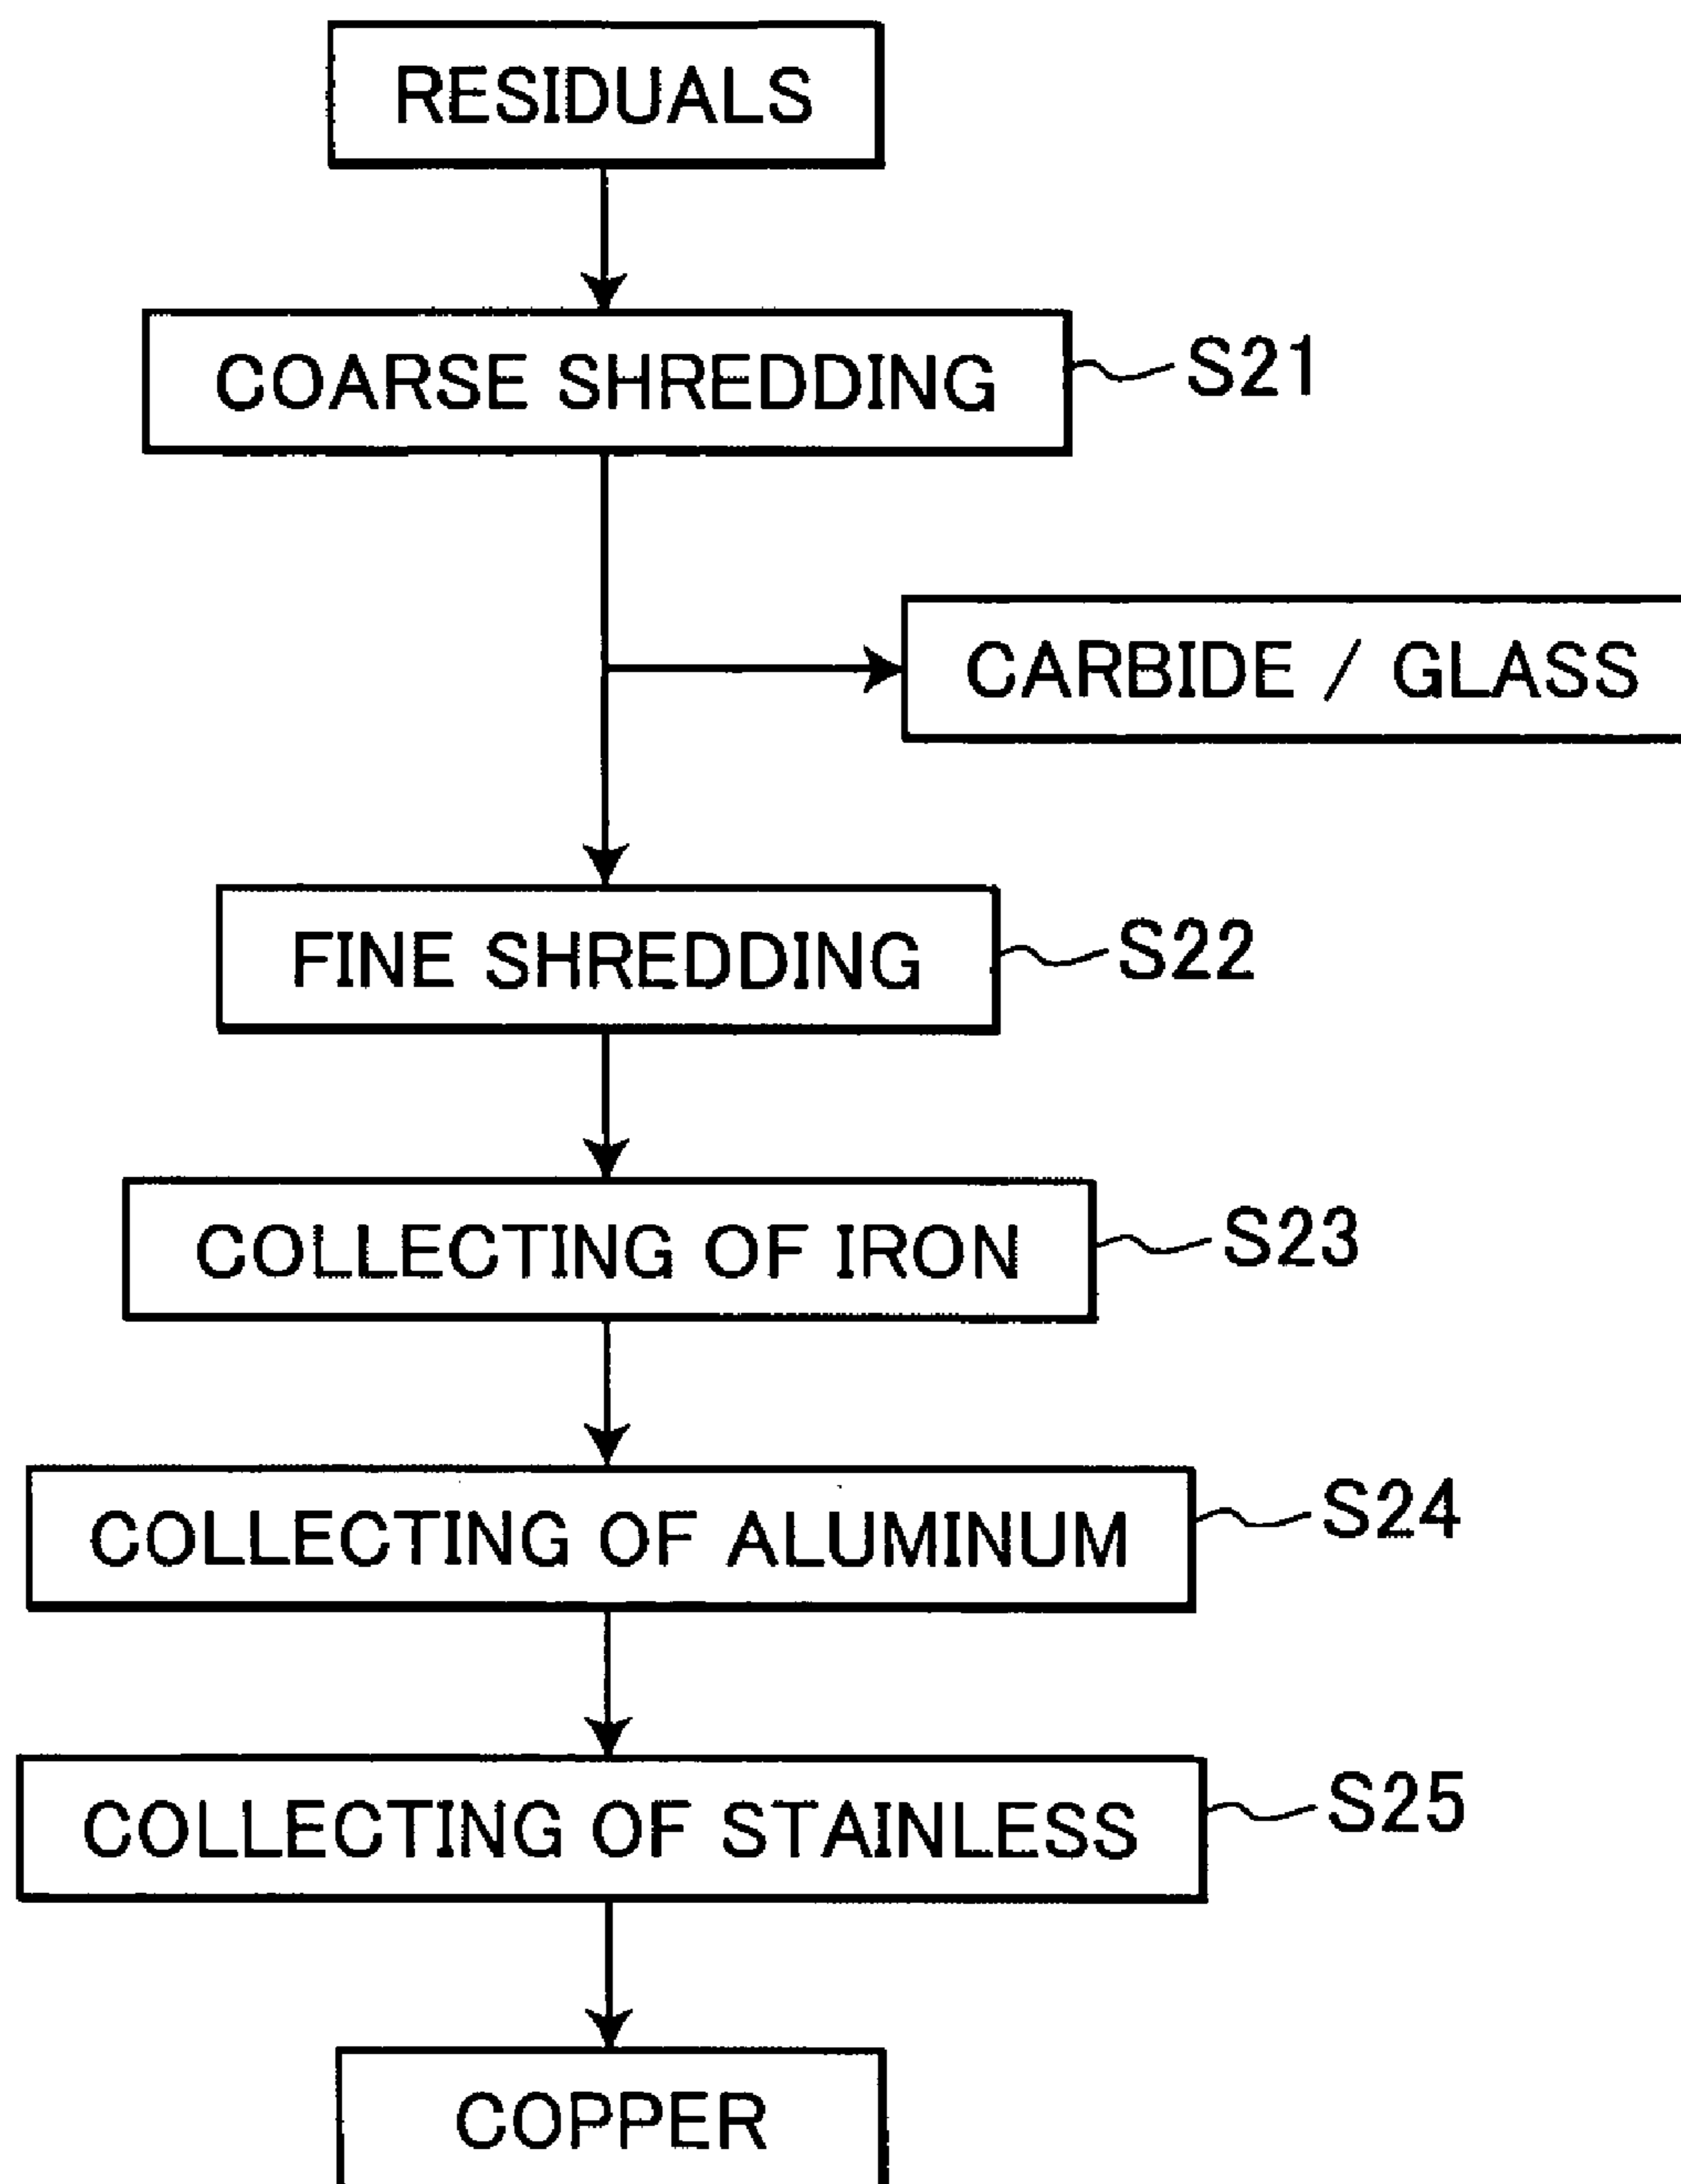 RESIDUALS
COARSE SHREDDING
S21
CARBIDE / GLASS
FINE SHREDDING
S22
COLLECTING OF IRON
S23
COLLECTING OF ALUMINUM
S24
COLLECTING OF STAINLESS
S25
COPPER